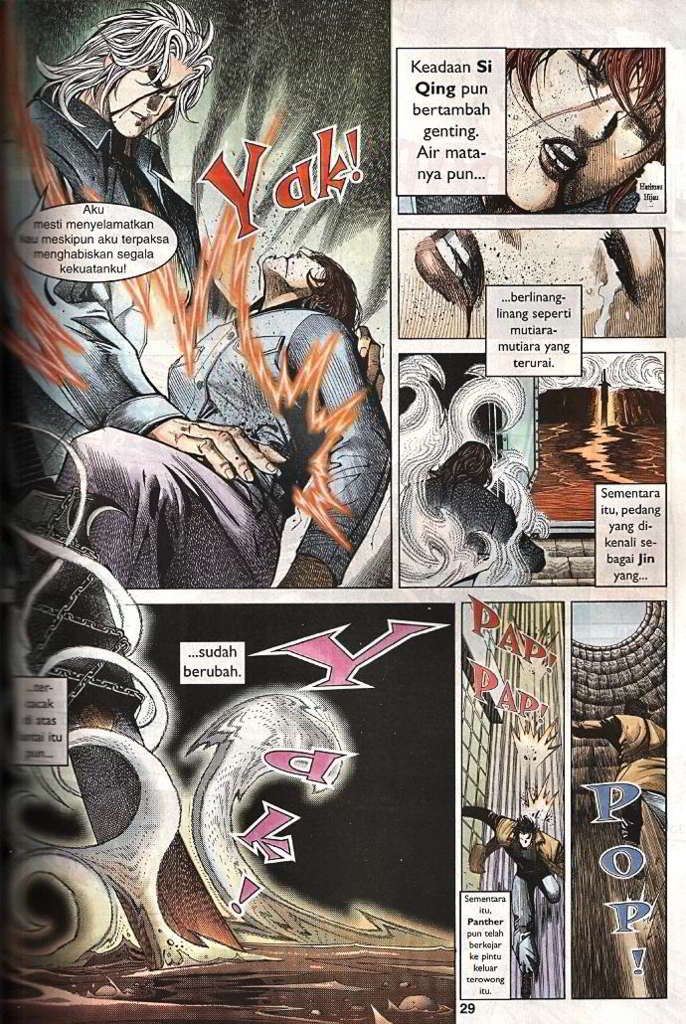 Yak!
Aku
mesti menyelamatkan
kau meskipun aku terpaksa
menghabiskan segala
kekuatanku!
Keadaan Si
Qing pun
bertambah
genting.
Air mata-
nya pun...
Harimau
Hijau
...berlinang-
linang seperti
mutiara-
mutiara yang
terurai.
Sementara
itu, pedang
yang di-
kenali se-
bagai Jin
yang...
...ter-
cacak
di atas
lantai itu
pun...
...sudah
berubah.
Yak!
PAP!
PAP!
Sementara
itu,
Panther
pun telah
berkejar
ke pintu
keluar
terowong
itu.
POP!
29